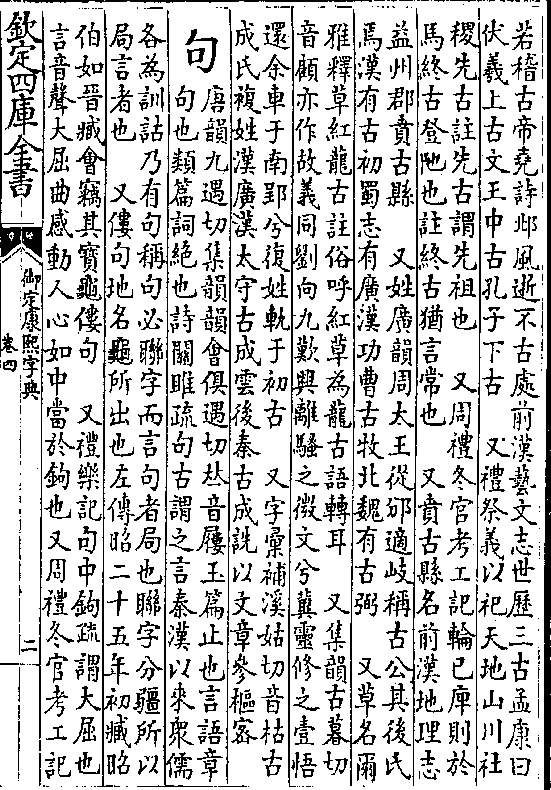 若稽古帝堯詩邶風逝不古處前漢藝文志世歷三古孟康曰
伏羲上古文王中古孔子下古　又禮祭義以祀天地山川社
稷先古註先古謂先祖也　又周禮冬官考工記輪已庳則於
馬終古登阤也註終古猶言常也　又賁古縣名前漢地理志
益州郡賁古縣　又姓廣韻周太王從邠適岐稱古公其後氏
焉漢有古初蜀志有廣漢功曹古牧北魏有古弼　又草名爾
雅釋草紅蘢古註俗呼紅草為蘢古語轉耳　又集韻古暮切
音顧亦作故義同劉向九歎興離騷之微文兮冀靈修之壹悟
還余車于南郢兮復姓軌于初古　又字彙補溪姑切音枯古
成氏複姓漢廣漢太守古成雲後秦古成詵以文章參樞密
句
唐韻九遇切集韻韻會俱遇切𠀤音屨玉篇止也言語章
句也類篇詞絕也詩關雎疏句古謂之言秦漢以來衆儒
各為訓詁乃有句稱句必聯字而言句者局也聯字分疆所以
局言者也　又僂句地名龜所出也左傳昭二十五年初臧昭
伯如晉臧會竊其寶龜僂句　又禮樂記句中鉤疏謂大屈也
言音聲大屈曲感動人心如中當於鉤也又周禮冬官考工記
欽定四庫全書
御定康熙字典
卷四
二